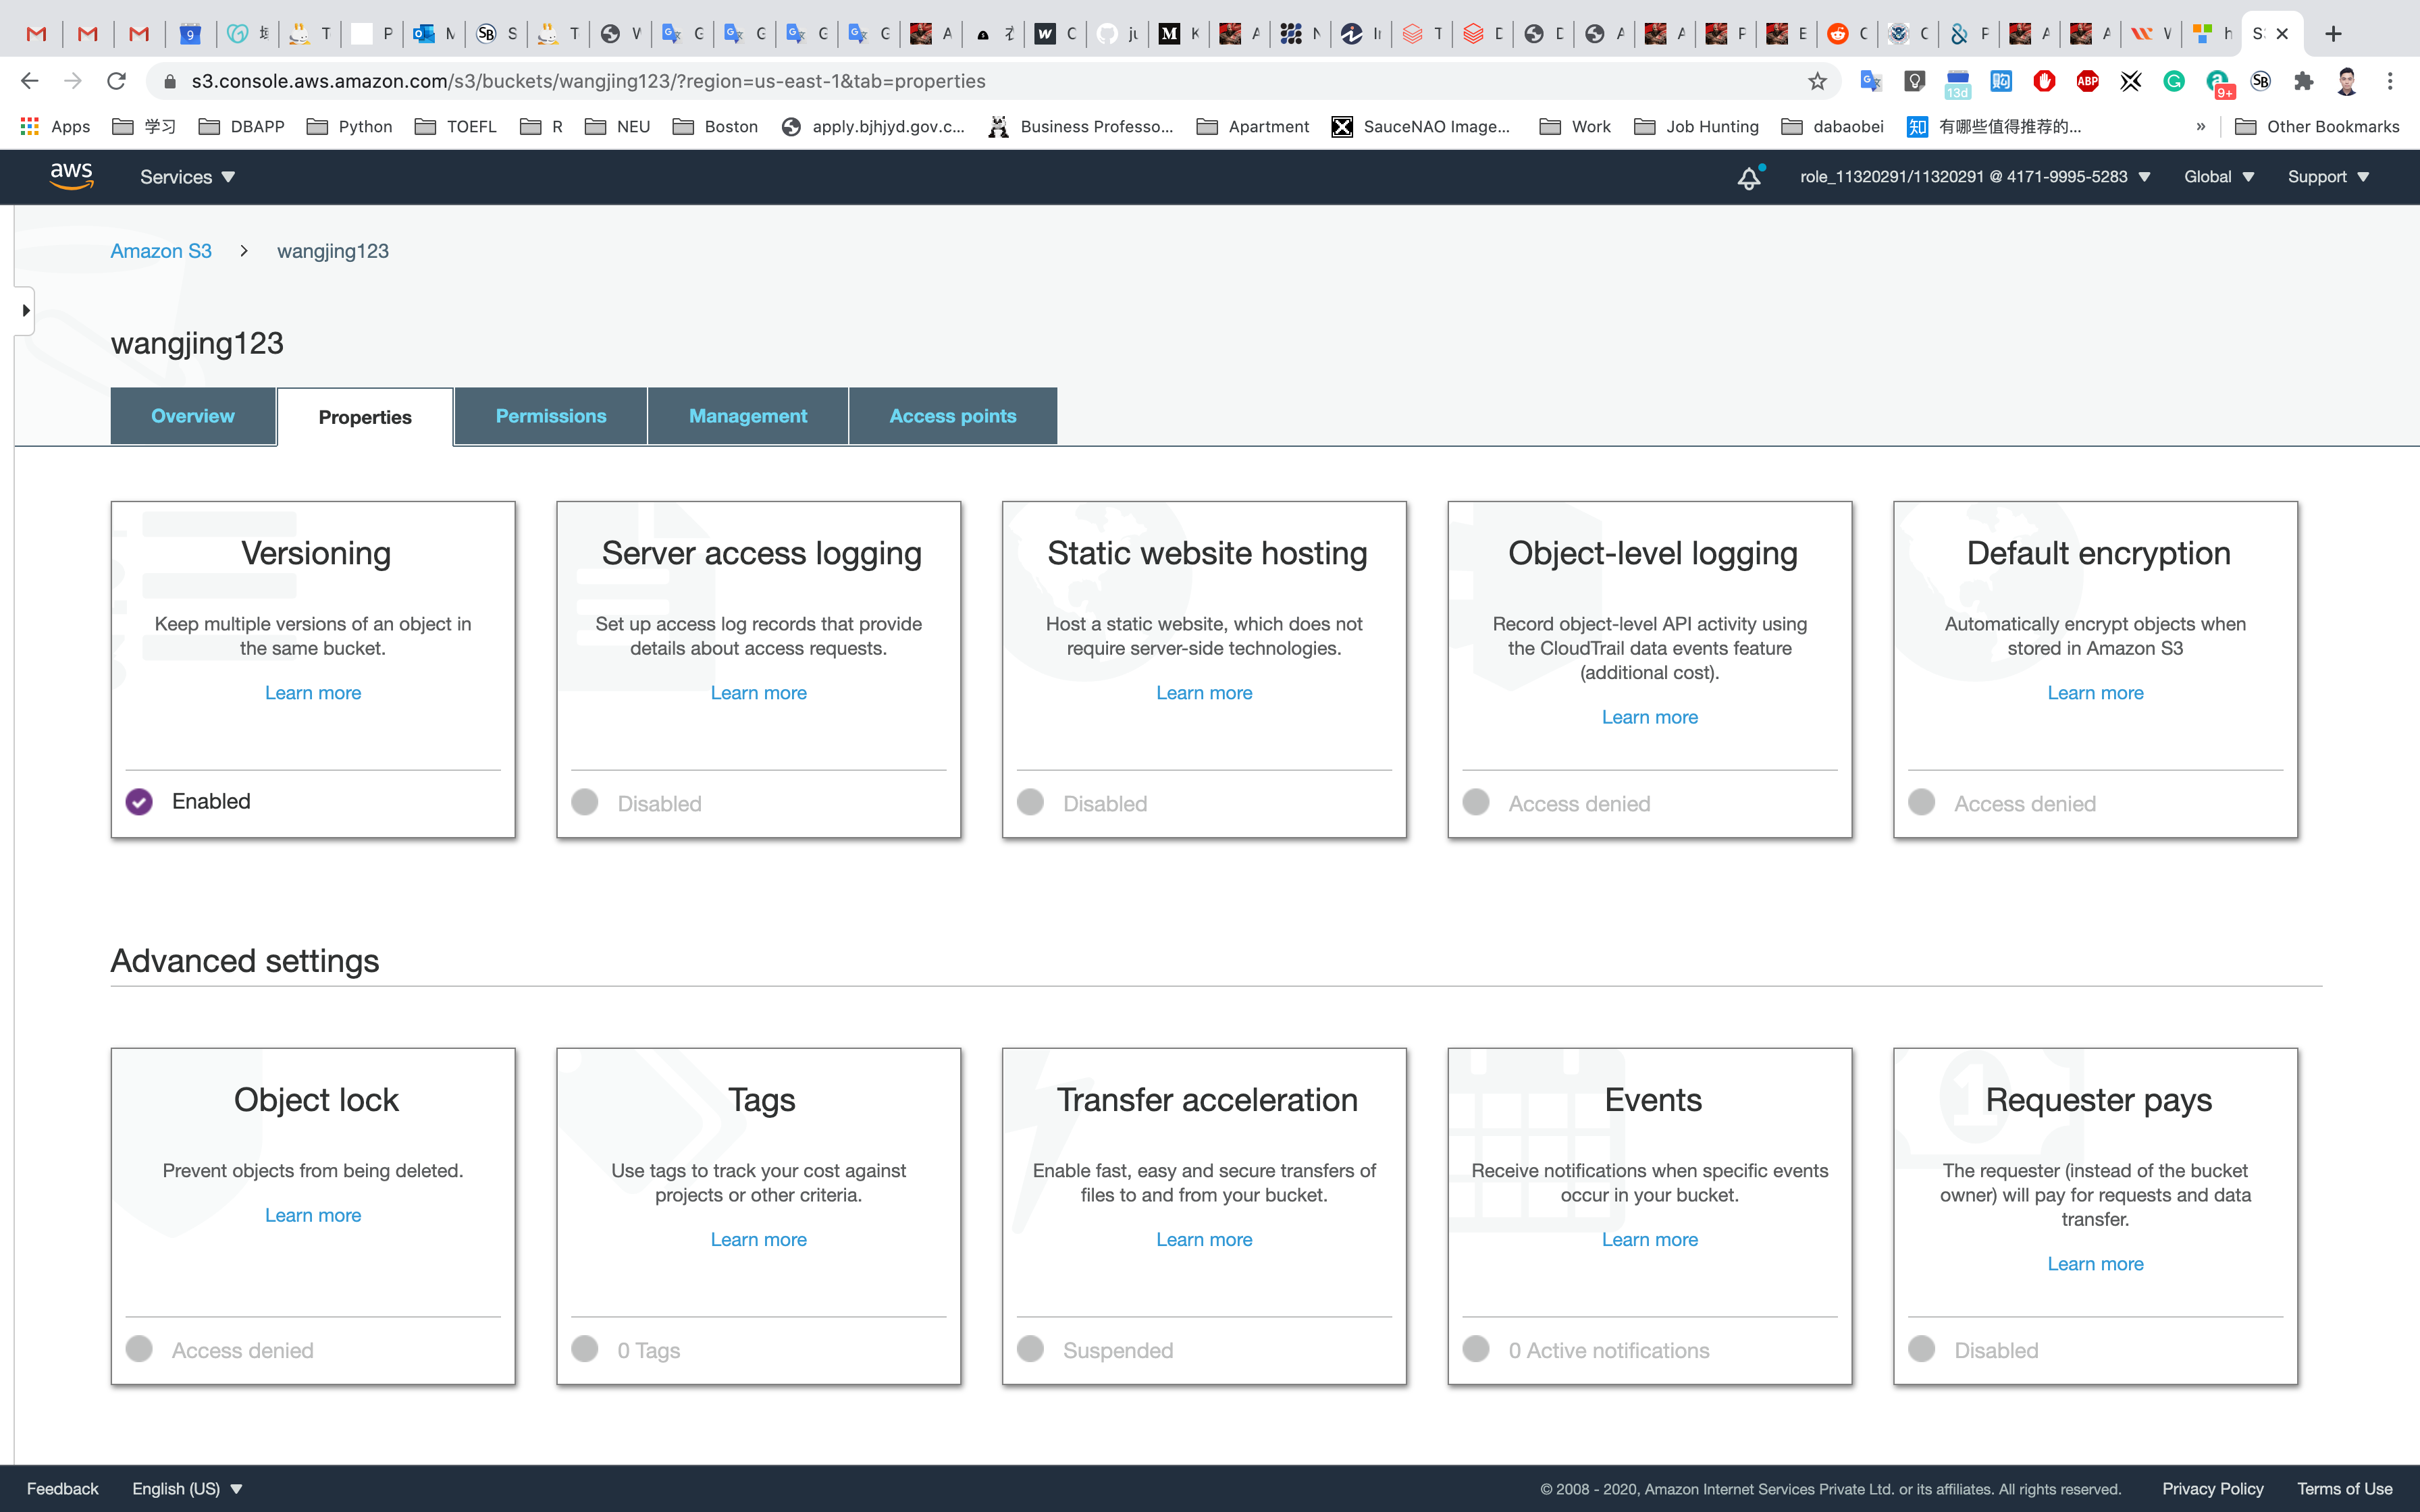 9 T P M S T V G G G G A C ju K A N Ir T D D A A P E C C P A A V h S
s3.console.aws.amazon.com/s3/buckets/wangjing123/?region=us-east-1&tab=properties
13d ABP 9+ SB
Apps 学习 DBAPP Python TOEFL R NEU Boston apply.bjhjyd.gov.c... Business Professo... Apartment SauceNAO Image... Work Job Hunting dabaobei 知 有哪些值得推荐的... » Other Bookmarks
aws Services role_11320291/11320291 @ 4171-9995-5283 Global Support
Amazon S3 > wangjing123
wangjing123
Overview Properties Permissions Management Access points
Versioning
Keep multiple versions of an object in
the same bucket.
Learn more
Enabled
Server access logging
Set up access log records that provide
details about access requests.
Learn more
Disabled
Static website hosting
Host a static website, which does not
require server-side technologies.
Learn more
Disabled
Object-level logging
Record object-level API activity using
the CloudTrail data events feature
(additional cost).
Learn more
Access denied
Default encryption
Automatically encrypt objects when
stored in Amazon S3
Learn more
Access denied
Advanced settings
Object lock
Prevent objects from being deleted.
Learn more
Access denied
Tags
Use tags to track your cost against
projects or other criteria.
Learn more
0 Tags
Transfer acceleration
Enable fast, easy and secure transfers of
files to and from your bucket.
Learn more
Suspended
Events
Receive notifications when specific events
occur in your bucket.
Learn more
0 Active notifications
Requester pays
The requester (instead of the bucket
owner) will pay for requests and data
transfer.
Learn more
Disabled
Feedback English (US) © 2008 - 2020, Amazon Internet Services Private Ltd. or its affiliates. All rights reserved. Privacy Policy Terms of Use